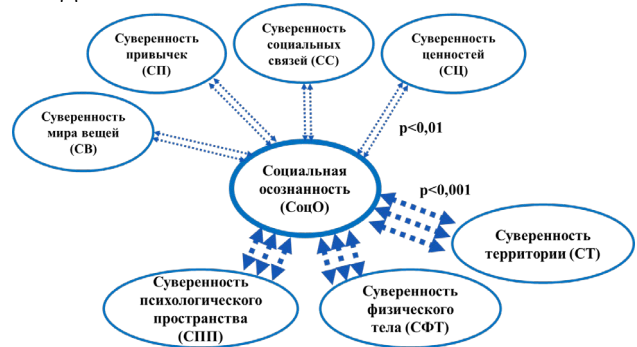 Суверенность
привычек
(СП)
Суверенность
социальных
связей (СС)
Суверенность
ценностей
(СЦ)
Суверенность
мира вещей
(СВ)
p<0,01
Социальная
осознанность
(СоцО)
p<0,001
Суверенность
территории (СТ)
Суверенность
психологического
пространства
(СПП)
Суверенность
физического
тела (СФТ)